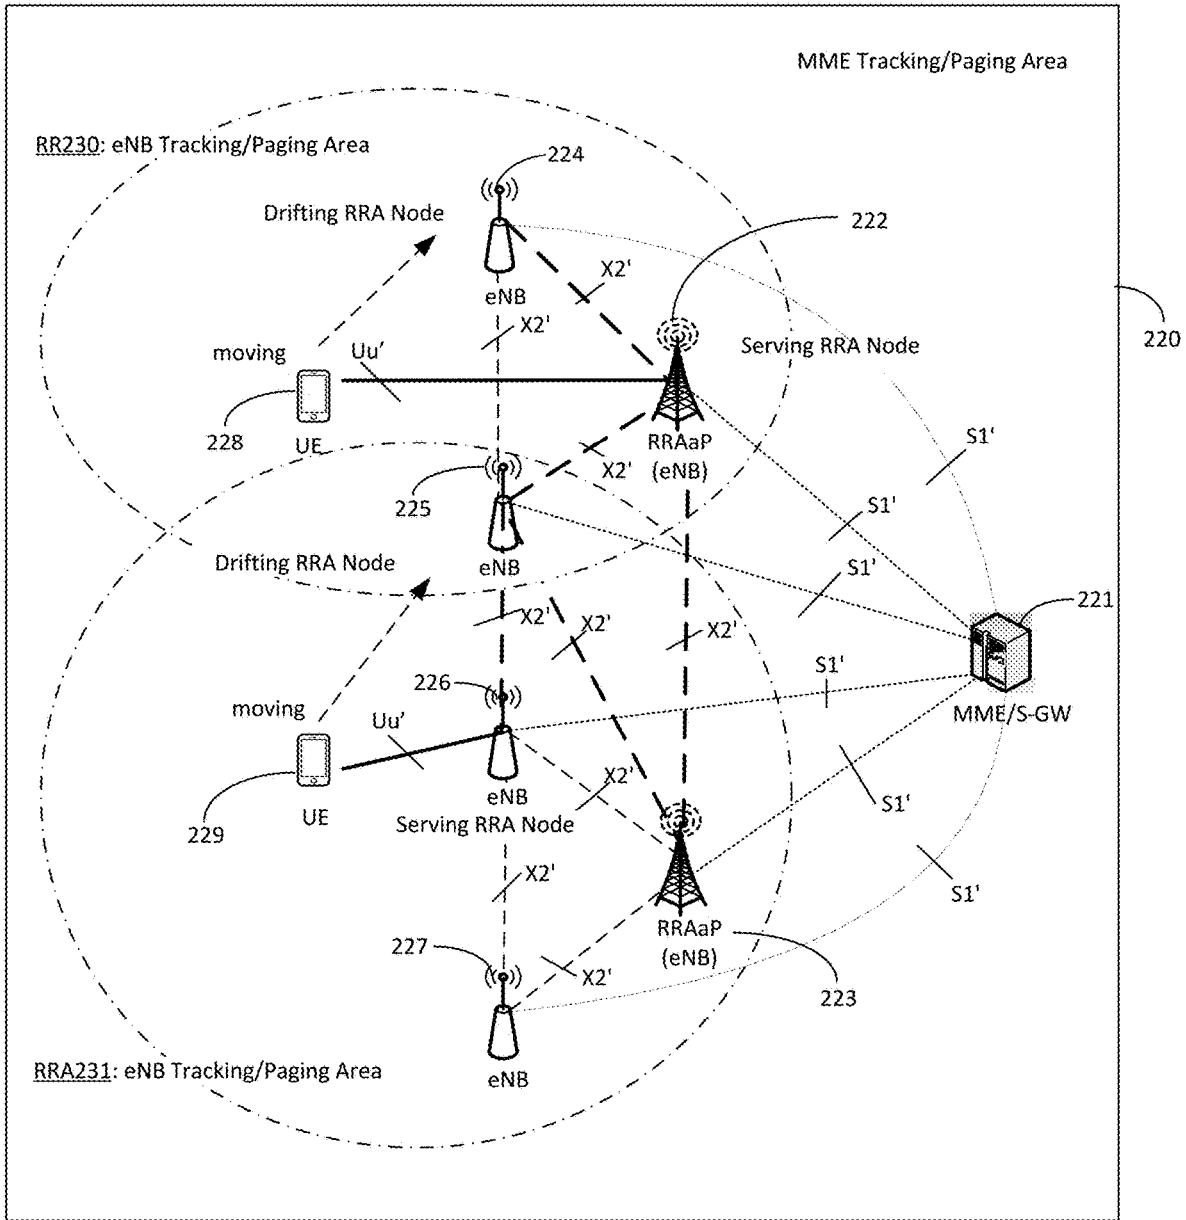 MME Tracking/Paging Area
RR230: eNB Tracking/Paging Area
224
Drifting RRA Node
222
X2'
eNB
X2'
220
Serving RRA Node
moving
Uu'
228
UE
S1'
RRAaP
(eNB)
X2'
225
S1'
Drifting RRA Node
eNB
S1'
221
X2'
X2'
X2'
226
S1'
moving
Uu'
MME/S-GW
X2'
eNB
229
UE
S1'
Serving RRA Node
X2'
S1'
RRAaP
(eNB)
227
X2'
223
RRA231: eNB Tracking/Paging Area
eNB